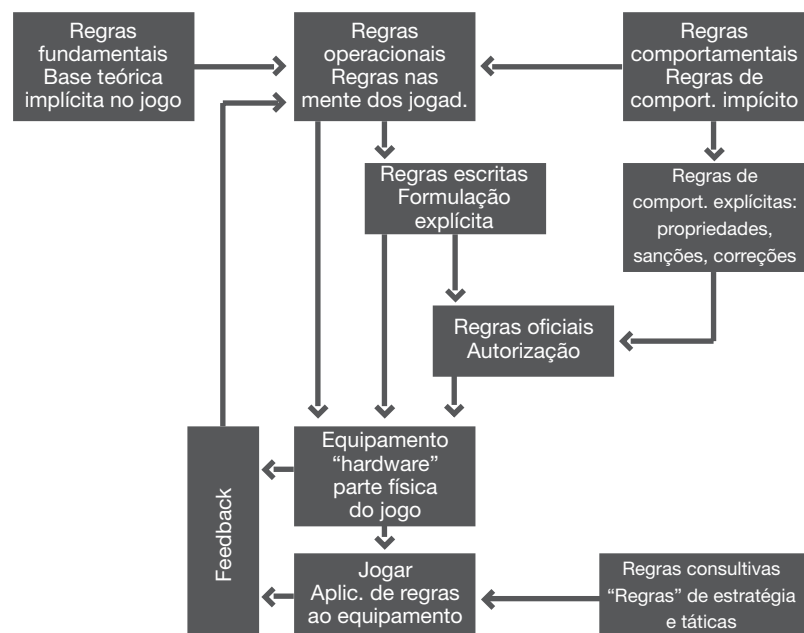 Regras
fundamentais
Base teórica
implícita no jogo
Regras
operacionais
Regras nas
mente dos jogad.
Regras
comportamentais
Regras de
comport. impícito
Regras escritas
Formulação
explícita
Regras de
comport. explícitas:
propriedades,
sanções, correções
Regras oficiais
Autorização
Equipamento
“hardware”
parte física
do jogo
Feedback
Jogar
Aplic. de regras
ao equipamento
Regras consultivas
“Regras” de estratégia
e táticas